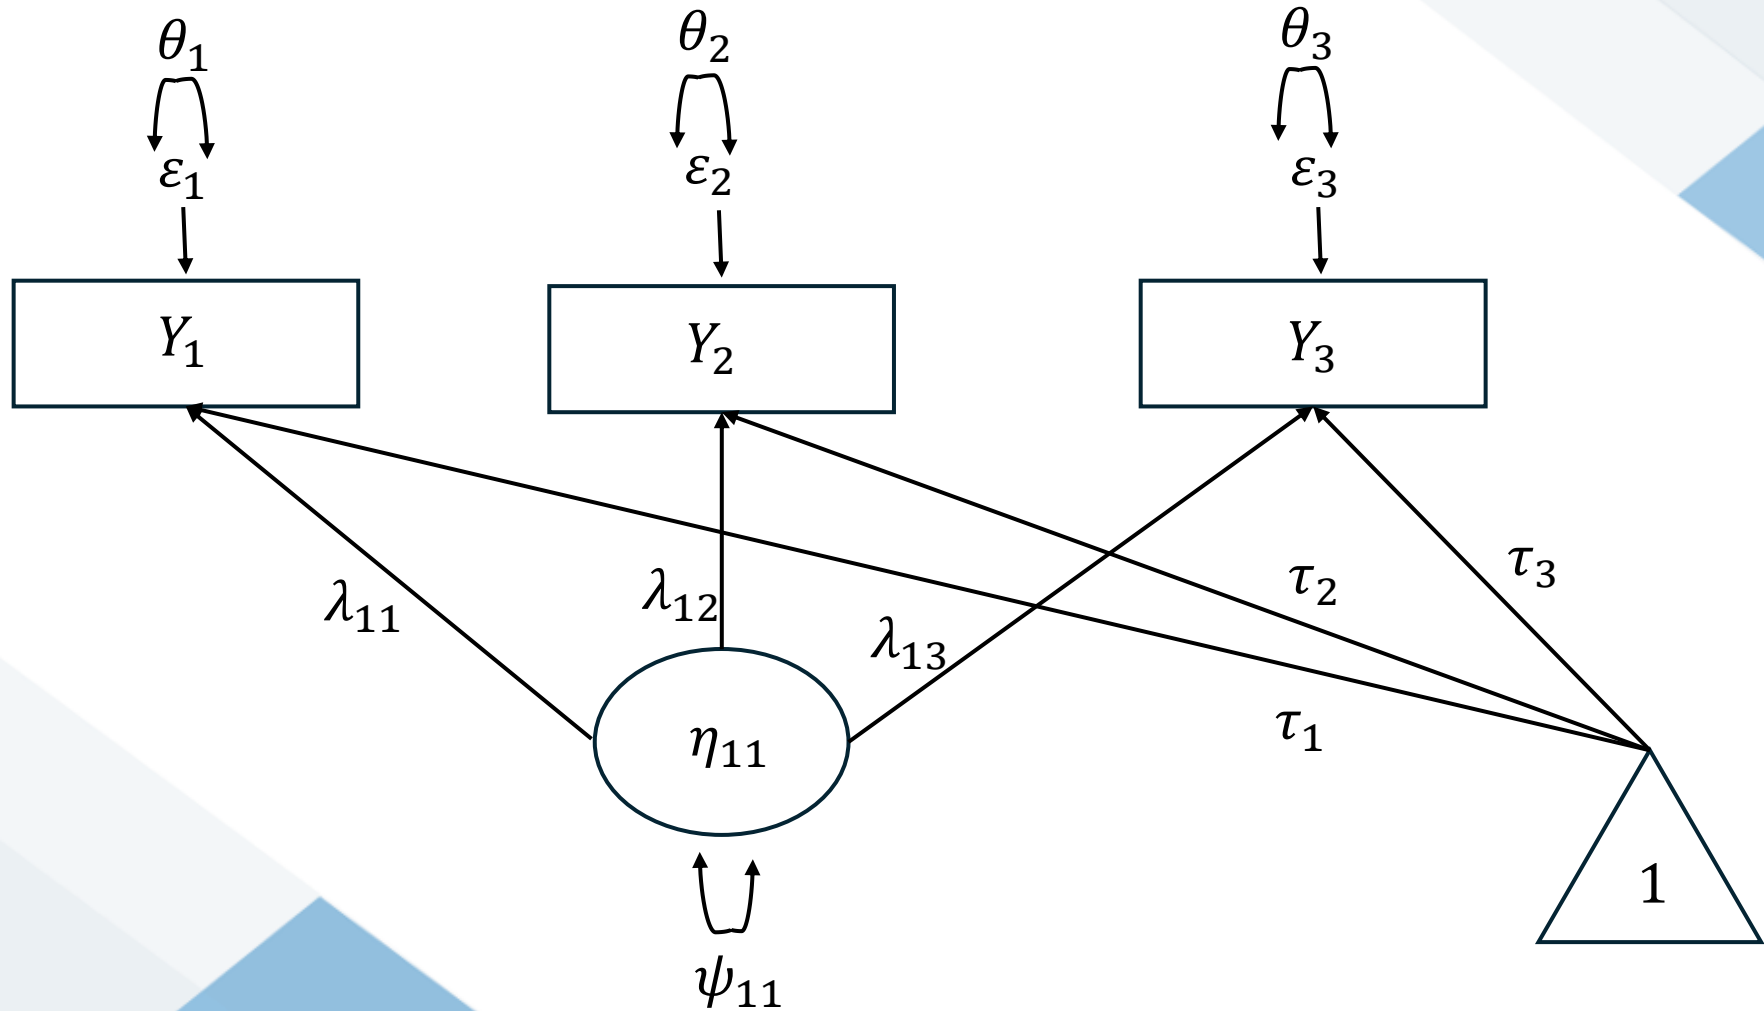 θ₁ θ₂ θ₃
ε₁ ε₂ ε₃
Y₁ Y₂ Y₃
λ₁₁ λ₁₂ λ₁₃ τ₂ τ₃
η₁₁ τ₁
1
ψ₁₁